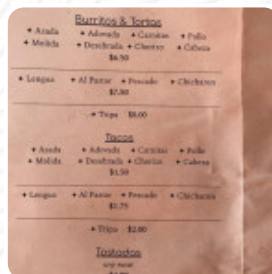 Burritos & Tortas
+ Asada + Adovada + Carnitas + Pollo
+ Molida + Deshebrada + Chorizo + Cabeza
$6.50
+ Lengua + Al Pastor + Pescado + Chicharon
$7.50
+ Tripa $8.00
Tacos
+ Asada + Adovada + Carnitas + Pollo
+ Molida + Deshebrada + Chorizo + Cabeza
$1.50
+ Lengua + Al Pastor + Pescado + Chicharon
$1.75
+ Tripa $2.00
Tostadas
any meat